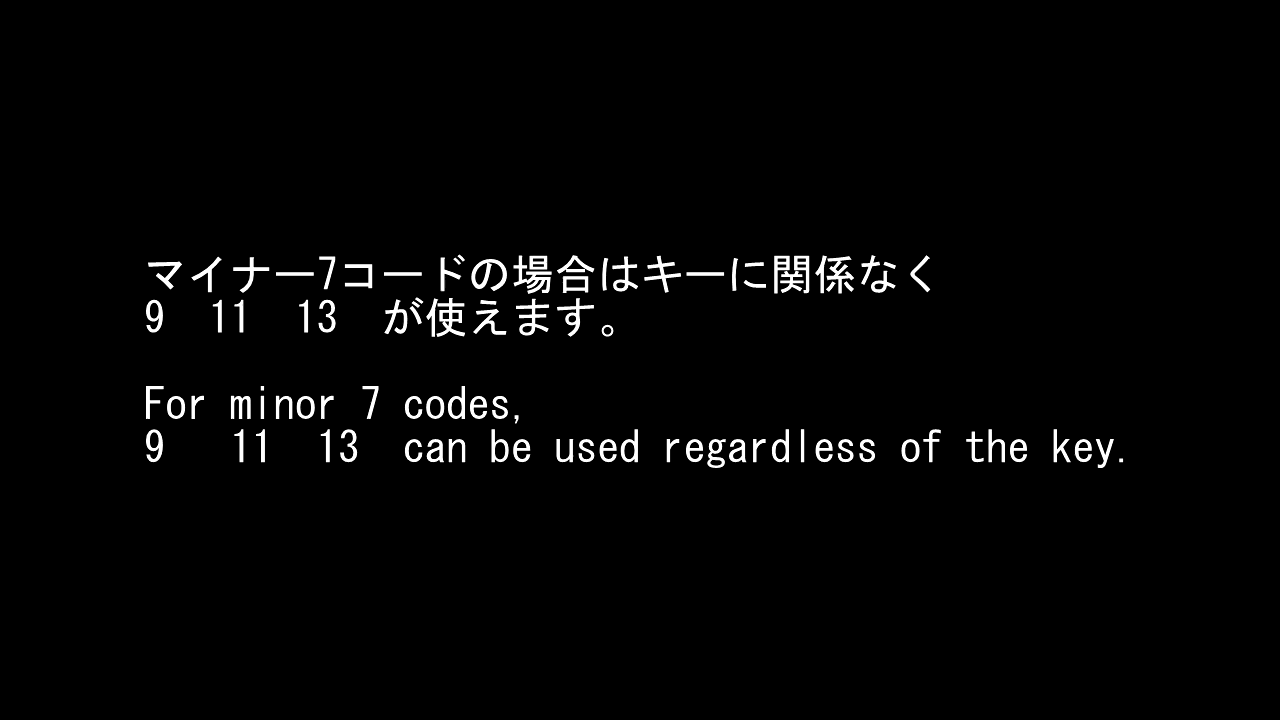 マイナー7コードの場合はキーに関係なく
9　11　13　が使えます。
For minor 7 codes,
9   11  13  can be used regardless of the key.